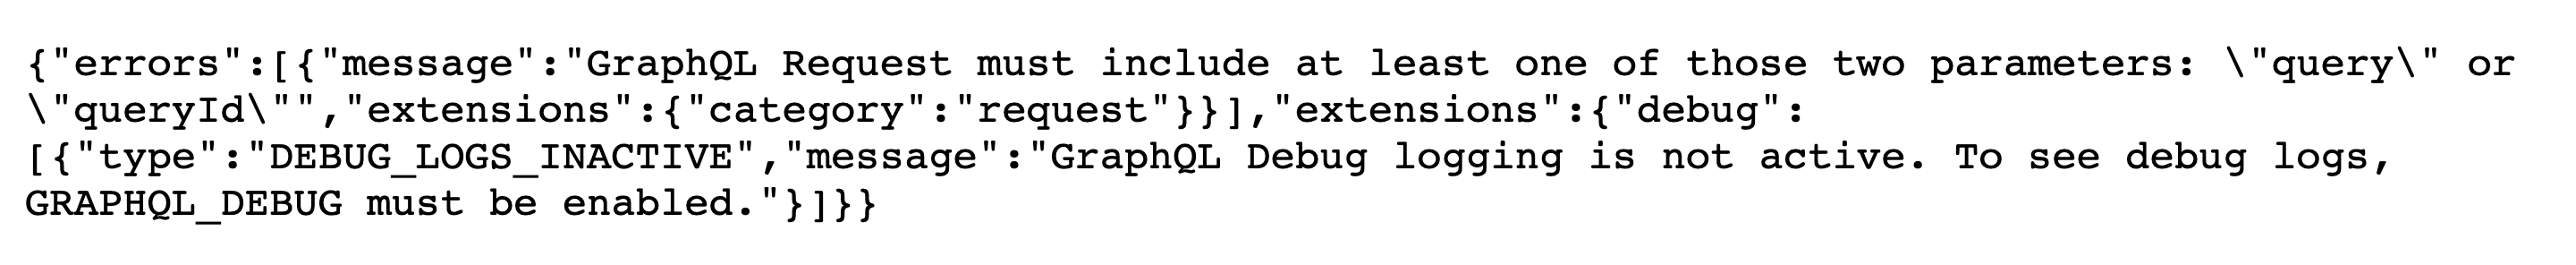 {"errors":[{"message":"GraphQL Request must include at least one of those two parameters: \"query\" or
\"queryId\"","extensions":{"category":"request"}}],"extensions":{"debug":
[{"type":"DEBUG_LOGS_INACTIVE","message":"GraphQL Debug logging is not active. To see debug logs,
GRAPHQL_DEBUG must be enabled."}]}}